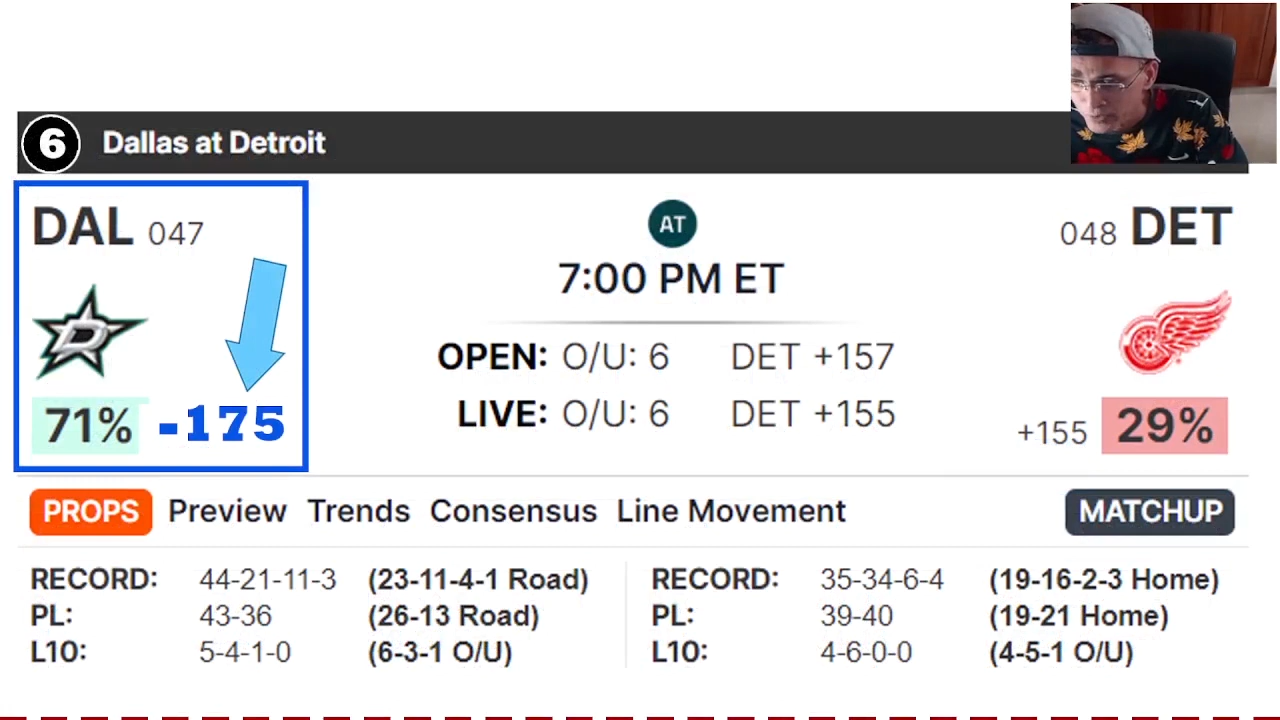 6 Dallas at Detroit
DAL 047
AT
048 DET
7:00 PM ET
OPEN: O/U: 6 DET +157
LIVE: O/U: 6 DET +155
D
71% -175
+155 29%
PROPS Preview Trends Consensus Line Movement MATCHUP
RECORD: 44-21-11-3 (23-11-4-1 Road)
PL: 43-36 (26-13 Road)
L10: 5-4-1-0 (6-3-1 O/U)
RECORD: 35-34-6-4 (19-16-2-3 Home)
PL: 39-40 (19-21 Home)
L10: 4-6-0-0 (4-5-1 O/U)